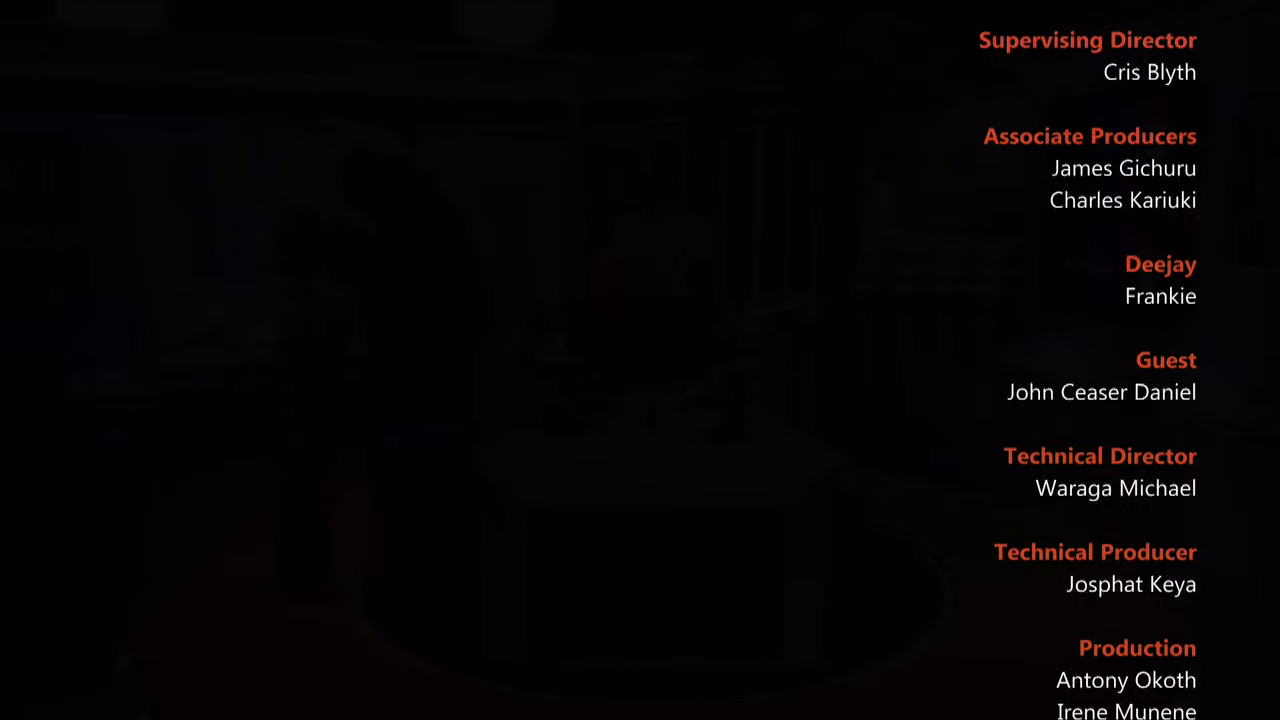 Supervising Director
Cris Blyth
Associate Producers
James Gichuru
Charles Kariuki
Deejay
Frankie
Guest
John Ceaser Daniel
Technical Director
Waraga Michael
Technical Producer
Josphat Keya
Production
Antony Okoth
Irene Munene